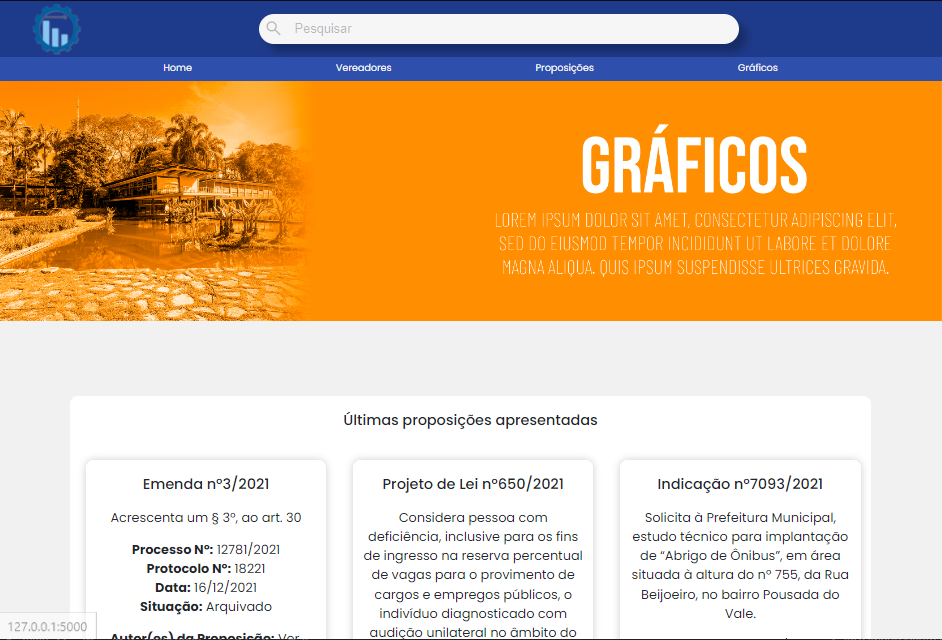 Pesquisar
Home
Vereadores
Proposições
Gráficos
GRÁFICOS
LOREM IPSUM DOLOR SIT AMET, CONSECTETUR ADIPISCING ELIT,
SED DO EIUSMOD TEMPOR INCIDIDUNT UT LABORE ET DOLORE
MAGNA ALIQUA. QUIS IPSUM SUSPENDISSE ULTRICES GRAVIDA.
Últimas proposições apresentadas
Emenda nº3/2021
Acrescenta um § 3º, ao art. 30
Processo Nº: 12781/2021
Protocolo Nº: 18221
Data: 16/12/2021
Situação: Arquivado
Autor(es) da Proposição: Ver.
Projeto de Lei nº650/2021
Considera pessoa com
deficiência, inclusive para os fins
de ingresso na reserva percentual
de vagas para o provimento de
cargos e empregos públicos, o
indivíduo diagnosticado com
audição unilateral no âmbito do
Indicação nº7093/2021
Solicita à Prefeitura Municipal,
estudo técnico para implantação
de “Abrigo de Ônibus”, em área
situada à altura do nº 755, da Rua
Beijoeiro, no bairro Pousada do
Vale.
127.0.0.1:5000